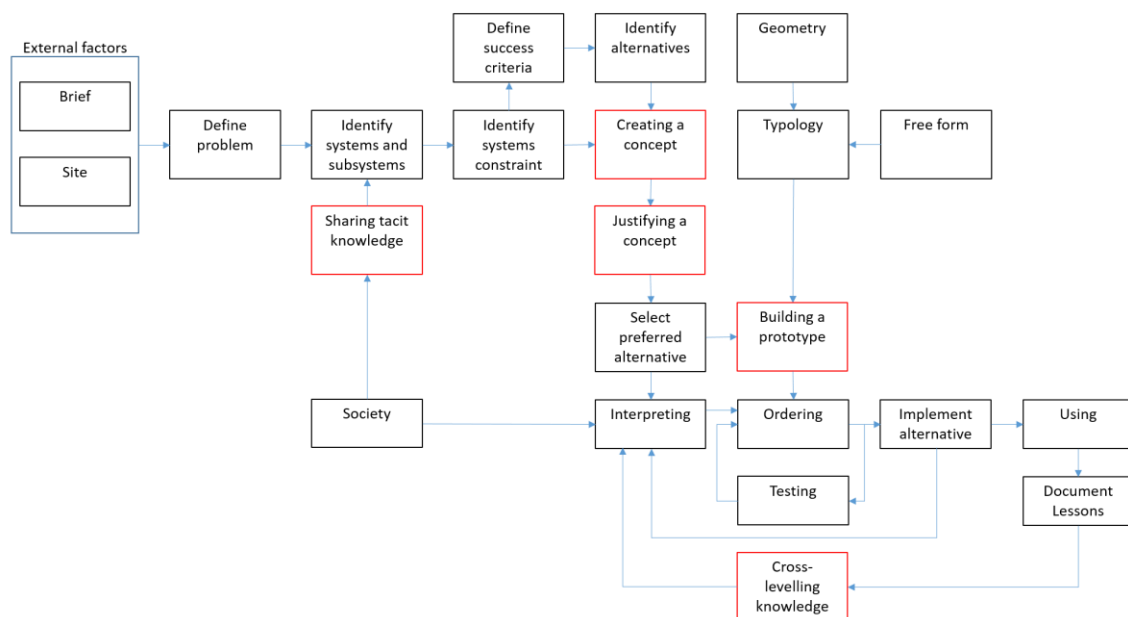 External factors
Brief
Site
Define
problem
Identify
systems and
subsystems
Sharing tacit
knowledge
Society
Define
success
criteria
Identify
systems
constraint
Identify
alternatives
Creating a
concept
Justifying a
concept
Select
preferred
alternative
Interpreting
Geometry
Typology
Free form
Building a
prototype
Ordering
Testing
Implement
alternative
Using
Document
Lessons
Cross-
levelling
knowledge